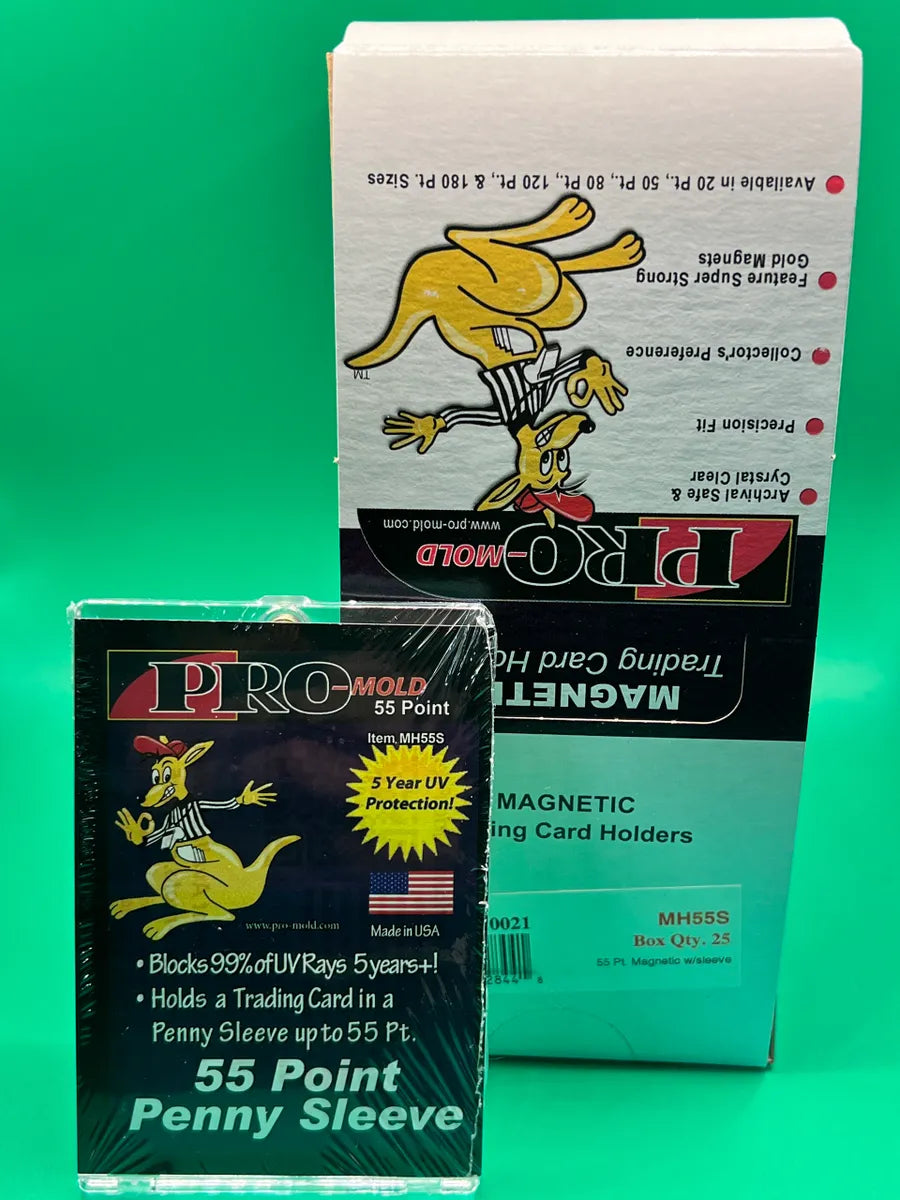 Available in 20 Pt., 50 Pt., 80 Pt., 120 Pt., & 180 Pt. Sizes
Feature Super Strong
Gold Magnets
Collector's Preference
TM
Precision Fit
Archival Safe &
Cyrstal Clear
www.pro-mold.com
PRO-MOLD
Trading Card Ho
MAGNETI
MAGNETIC
ing Card Holders
0021
MH55S
Box Qty. 25
55 Pt. Magnetic w/sleeve
2844 6
PRO-MOLD
55 Point
Item, MH55S
5 Year UV
Protection!
www.pro-mold.com
Made in USA
• Blocks 99% of UV Rays 5 years+!
• Holds a Trading Card in a
Penny Sleeve up to 55 Pt.
55 Point
Penny Sleeve